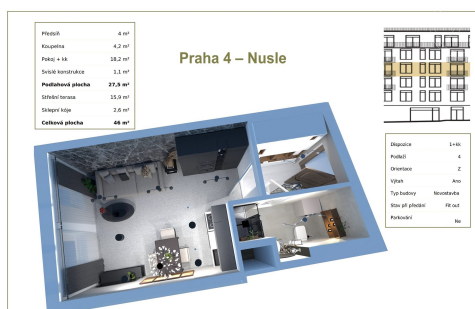 Předsíň 4 m²
Koupelna 4,2 m²
Pokoj + kk 18,2 m²
Svislé konstrukce 1,1 m²
Podlahová plocha 27,5 m²
Střešní terasa 15,9 m²
Sklepní kóje 2,6 m²
Celková plocha 46 m²
Praha 4 – Nusle
Dispozice 1+kk
Podlaží 4
Orientace Z
Výtah Ano
Typ budovy Novostavba
Stav při předání Fit out
Parkování Ne